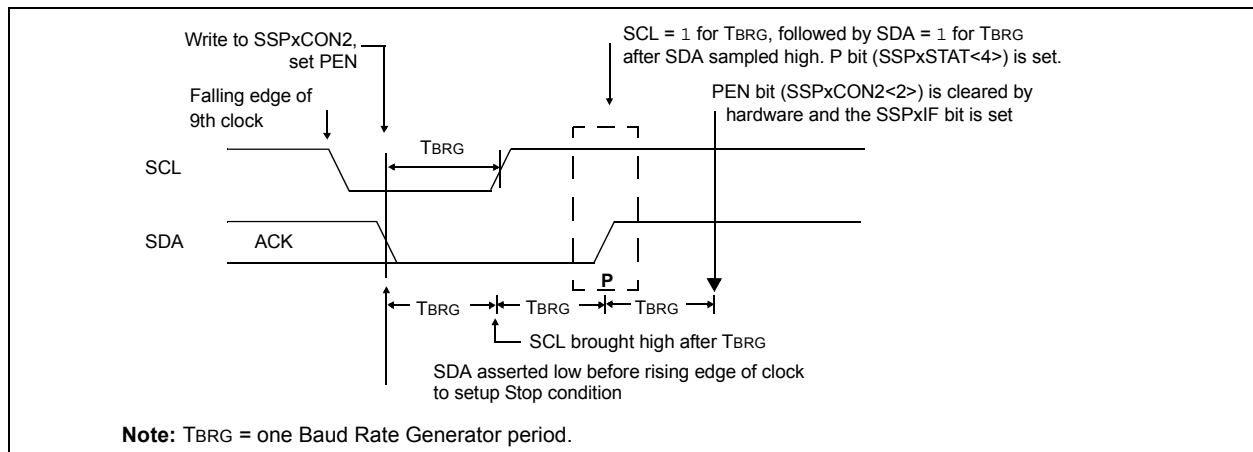 Write to SSPxCON2,
set PEN
SCL = 1 for TBRG, followed by SDA = 1 for TBRG
after SDA sampled high. P bit (SSPxSTAT<4>) is set.
Falling edge of
9th clock
PEN bit (SSPxCON2<2>) is cleared by
hardware and the SSPxIF bit is set
TBRG
SCL
SDA
ACK
P
TBRG
TBRG
TBRG
SCL brought high after TBRG
SDA asserted low before rising edge of clock
to setup Stop condition
Note: TBRG = one Baud Rate Generator period.